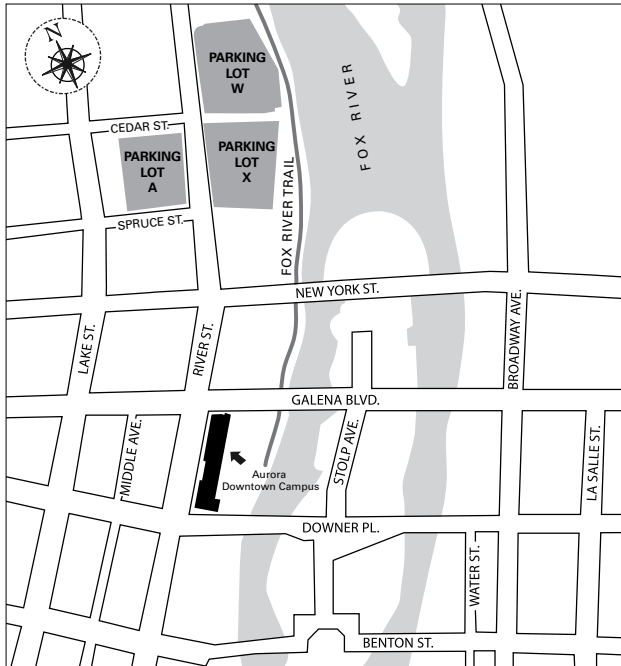 N
PARKING
LOT
W
FOX RIVER
CEDAR ST.
PARKING
LOT
A
PARKING
LOT
X
FOX RIVER TRAIL
SPRUCE ST.
NEW YORK ST.
LAKE ST.
RIVER ST.
BROADWAY AVE.
GALENA BLVD.
MIDDLE AVE.
STOLP AVE.
LA SALLE ST.
Aurora
Downtown Campus
DOWNER PL.
WATER ST.
BENTON ST.